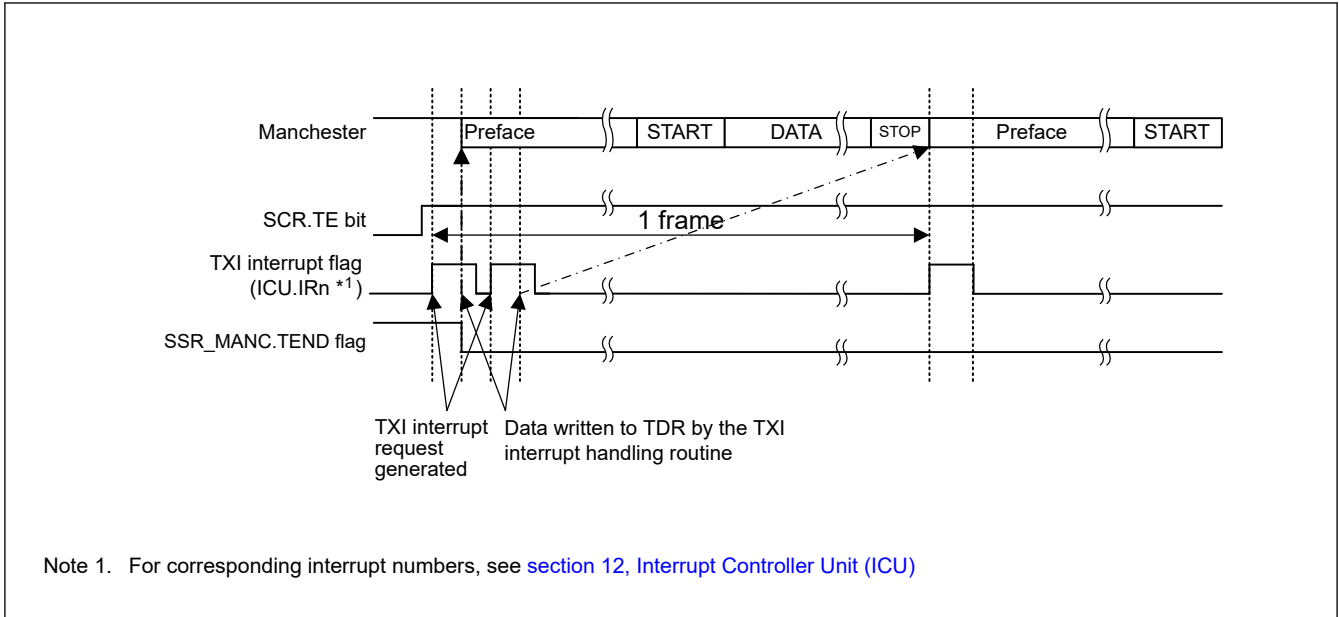 Manchester
Preface
START
DATA
STOP
Preface
START
SCR.TE bit
1 frame
TXI interrupt flag
(ICU.IRn *1)
SSR_MANC.TEND flag
TXI interrupt
request
generated
Data written to TDR by the TXI
interrupt handling routine
Note 1. For corresponding interrupt numbers, see section 12, Interrupt Controller Unit (ICU)